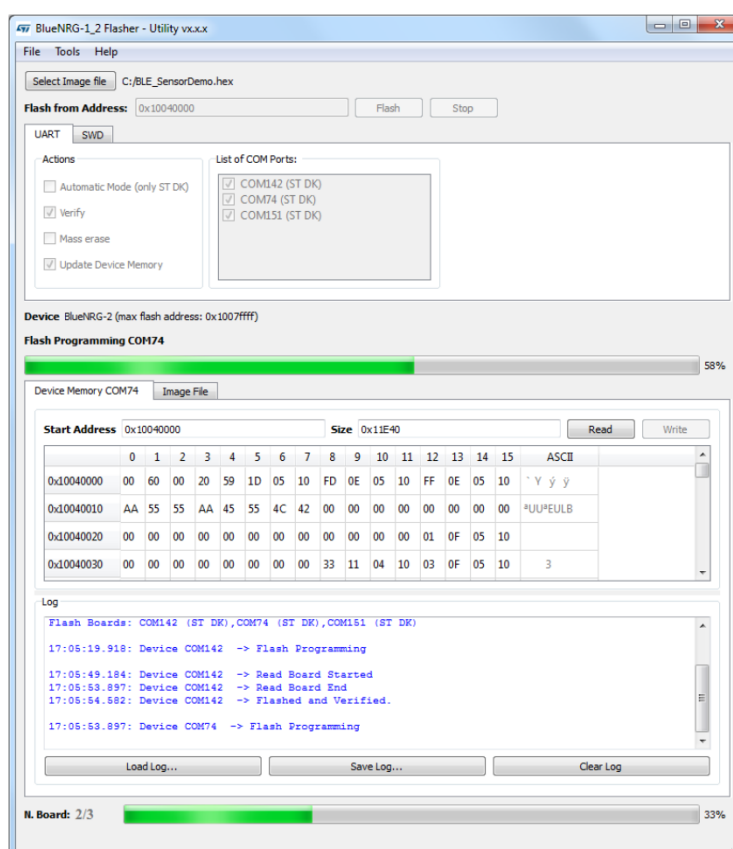 BlueNRG-1_2 Flasher - Utility vx.x.x
File Tools Help
Select Image file C:/BLE_SensorDemo.hex
Flash from Address: 0x10040000 Flash Stop
UART SWD
Actions List of COM Ports:
Automatic Mode (only ST DK) COM142 (ST DK)
Verify COM74 (ST DK)
Mass erase COM151 (ST DK)
Update Device Memory
Device BlueNRG-2 (max flash address: 0x1007ffff)
Flash Programming COM74
58%
Device Memory COM74 Image File
Start Address 0x10040000 Size 0x11E40 Read Write
0 1 2 3 4 5 6 7 8 9 10 11 12 13 14 15 ASCII
0x10040000 00 60 00 20 59 1D 05 10 FD 0E 05 10 FF 0E 05 10 ` Y ý ÿ
0x10040010 AA 55 55 AA 45 55 4C 42 00 00 00 00 00 00 00 00 ªUUªEULB
0x10040020 00 00 00 00 00 00 00 00 00 00 00 00 01 0F 05 10
0x10040030 00 00 00 00 00 00 00 00 33 11 04 10 03 0F 05 10 3
Log
Flash Boards: COM142 (ST DK),COM74 (ST DK),COM151 (ST DK)
17:05:19.918: Device COM142 -> Flash Programming
17:05:49.184: Device COM142 -> Read Board Started
17:05:53.897: Device COM142 -> Read Board End
17:05:54.582: Device COM142 -> Flashed and Verified.
17:05:53.897: Device COM74 -> Flash Programming
Load Log... Save Log... Clear Log
N. Board: 2/3 33%